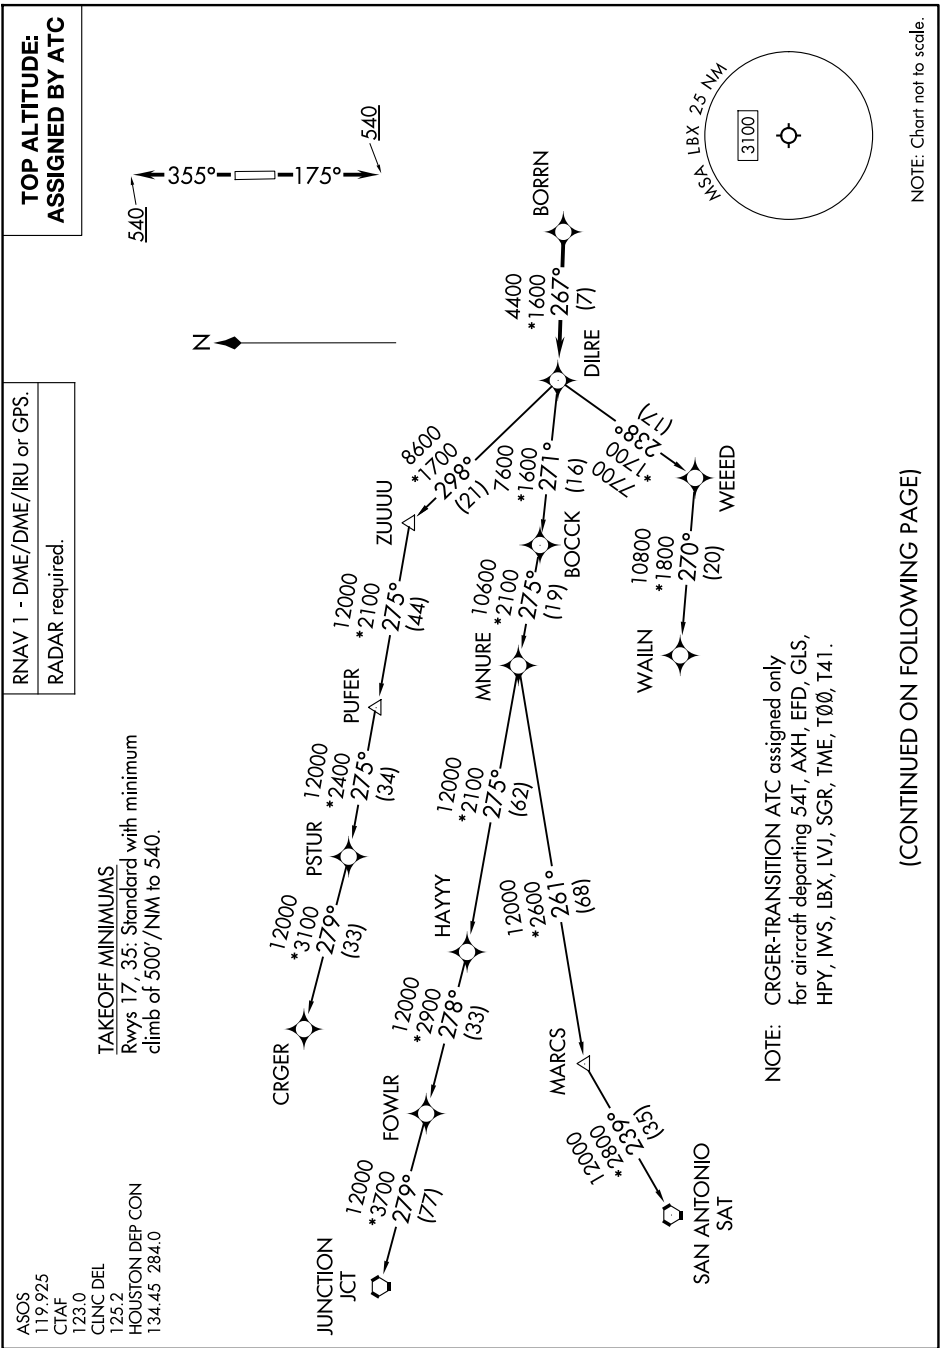 ASOS
119.925
CTAF
123.0
CLNC DEL
125.2
HOUSTON DEP CON
134.45 284.0
RNAV 1 - DME/DME/IRU or GPS.
RADAR required.
TOP ALTITUDE:
ASSIGNED BY ATC
TAKEOFF MINIMUMS
Rwys 17, 35: Standard with minimum
climb of 500'/NM to 540.
N
540
355°
175°
540
CRGER
12000
*3100
279°
(33)
PSTUR
12000
*2400
275°
(34)
PUFER
12000
*2100
275°
(44)
ZUUUU
8600
*1700
298°
(21)
JUNCTION
JCT
12000
*3700
279°
(77)
FOWLR
12000
*2900
278°
(33)
HAYYY
12000
*2100
275°
(62)
MNURE
10600
*2100
275°
(19)
BOCCK
7600
*1600
271°
(16)
DILRE
4400
*1600
267°
(7)
BORRN
SAN ANTONIO
SAT
12000
*2800
239°
(35)
MARCS
12000
*2600
261°
(68)
WAILN
10800
*1800
270°
(20)
WEEED
7700
*1700
238°
(17)
MSA LBX 25 NM
3100
NOTE: CRGER-TRANSITION ATC assigned only
for aircraft departing 54T, AXH, EFD, GLS,
HPY, IWS, LBX, LVJ, SGR, TME, TØØ, T41.
NOTE: Chart not to scale.
(CONTINUED ON FOLLOWING PAGE)